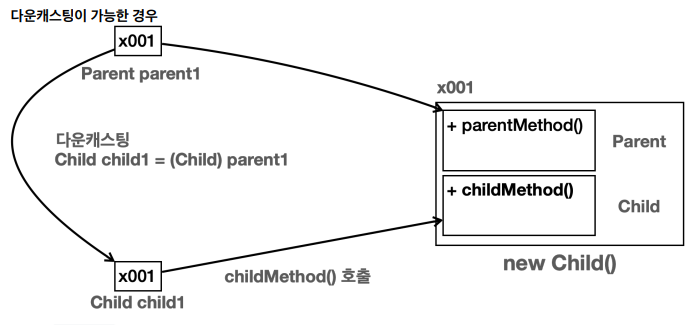 다운캐스팅이 가능한 경우
x001
Parent parent1
x001
+ parentMethod()
Parent
다운캐스팅
Child child1 = (Child) parent1
+ childMethod()
Child
new Child()
x001
childMethod() 호출
Child child1